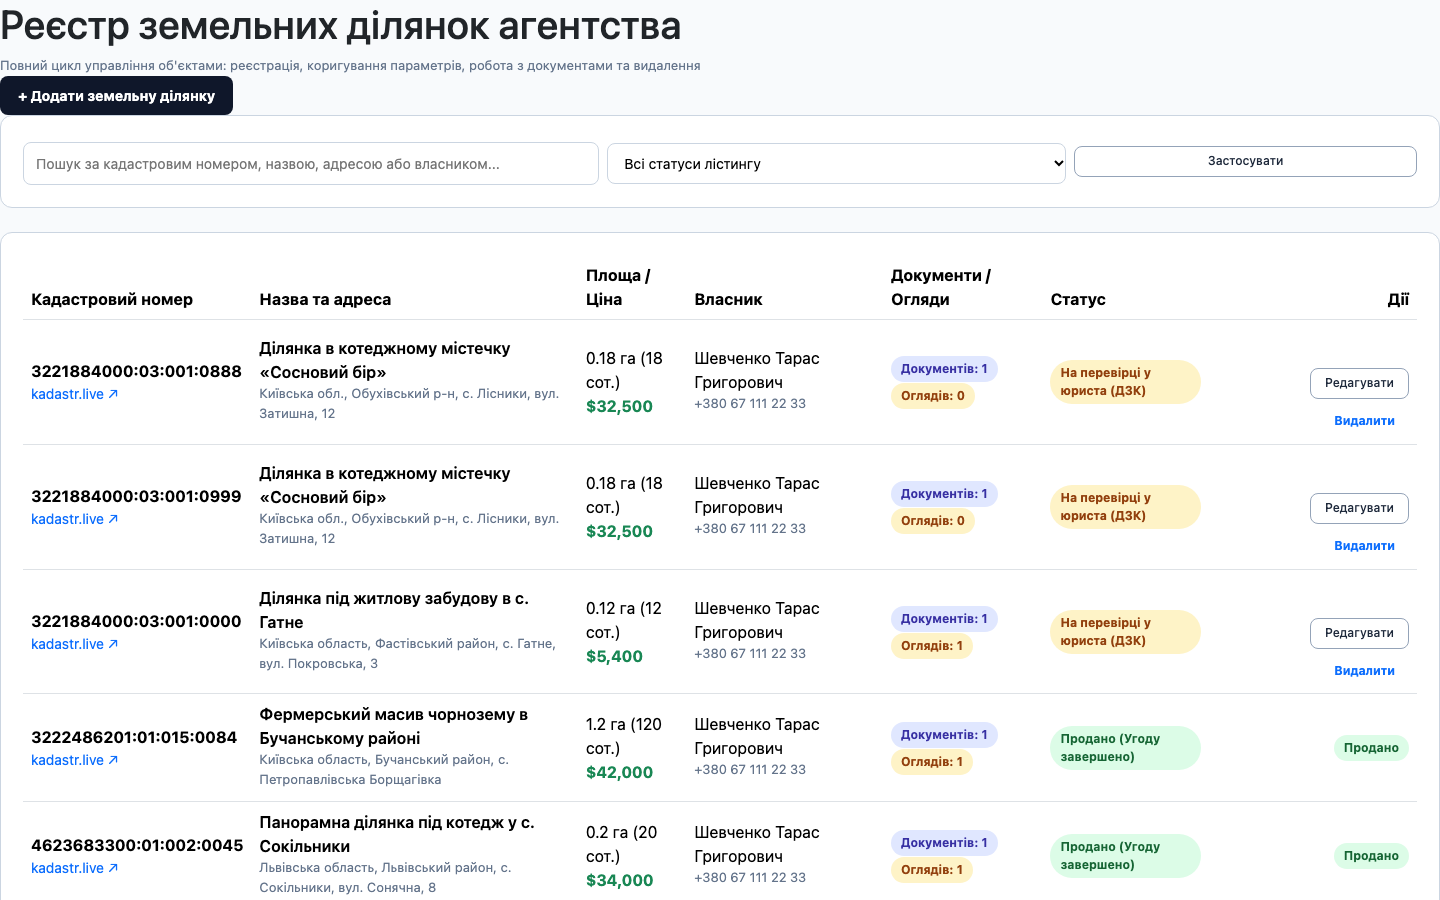 Реєстр земельних ділянок агентства
Повний цикл управління об'єктами: реєстрація, коригування параметрів, робота з документами та видалення
+ Додати земельну ділянку
Пошук за кадастровим номером, назвою, адресою або власником...
Всі статуси лістингу
Застосувати
Кадастровий номер
Назва та адреса
Площа /
Ціна
Власник
Документи /
Огляди
Статус
Дії
3221884000:03:001:0888
kadastr.live ↗
Ділянка в котеджному містечку
«Сосновий бір»
Київська обл., Обухівський р-н, с. Лісники, вул.
Затишна, 12
0.18 га (18
сот.)
$32,500
Шевченко Тарас
Григорович
+380 67 111 22 33
Документів: 1
Оглядів: 0
На перевірці у
юриста (ДЗК)
Редагувати
Видалити
3221884000:03:001:0999
kadastr.live ↗
Ділянка в котеджному містечку
«Сосновий бір»
Київська обл., Обухівський р-н, с. Лісники, вул.
Затишна, 12
0.18 га (18
сот.)
$32,500
Шевченко Тарас
Григорович
+380 67 111 22 33
Документів: 1
Оглядів: 0
На перевірці у
юриста (ДЗК)
Редагувати
Видалити
3221884000:03:001:0000
kadastr.live ↗
Ділянка під житлову забудову в с.
Гатне
Київська область, Фастівський район, с. Гатне,
вул. Покровська, 3
0.12 га (12
сот.)
$5,400
Шевченко Тарас
Григорович
+380 67 111 22 33
Документів: 1
Оглядів: 1
На перевірці у
юриста (ДЗК)
Редагувати
Видалити
3222486201:01:015:0084
kadastr.live ↗
Фермерський масив чорнозему в
Бучанському районі
Київська область, Бучанський район, с.
Петропавлівська Борщагівка
1.2 га (120
сот.)
$42,000
Шевченко Тарас
Григорович
+380 67 111 22 33
Документів: 1
Оглядів: 1
Продано (Угоду
завершено)
Продано
4623683300:01:002:0045
kadastr.live ↗
Панорамна ділянка під котедж у с.
Сокільники
Львівська область, Львівський район, с.
Сокільники, вул. Сонячна, 8
0.2 га (20
сот.)
$34,000
Шевченко Тарас
Григорович
+380 67 111 22 33
Документів: 1
Оглядів: 1
Продано (Угоду
завершено)
Продано